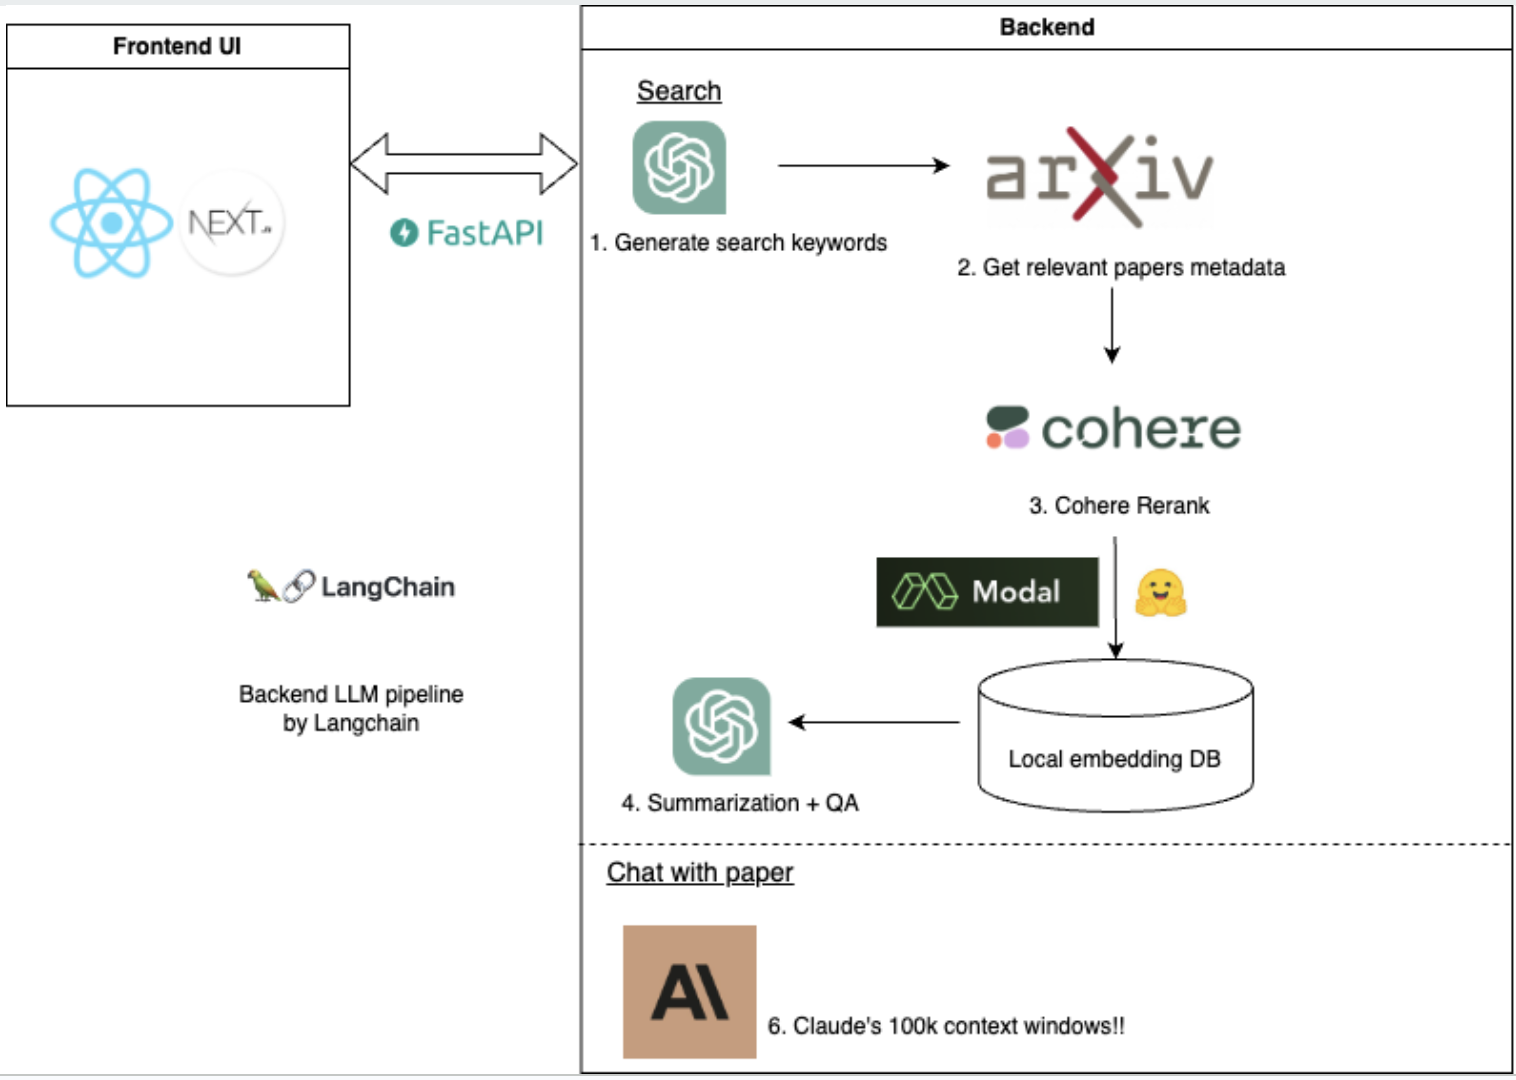 Frontend UI
NEXT.js
FastAPI
LangChain
Backend LLM pipeline
by Langchain
Backend
Search
1. Generate search keywords
arXiv
2. Get relevant papers metadata
cohere
3. Cohere Rerank
Modal
Local embedding DB
4. Summarization + QA
Chat with paper
A\
6. Claude's 100k context windows!!